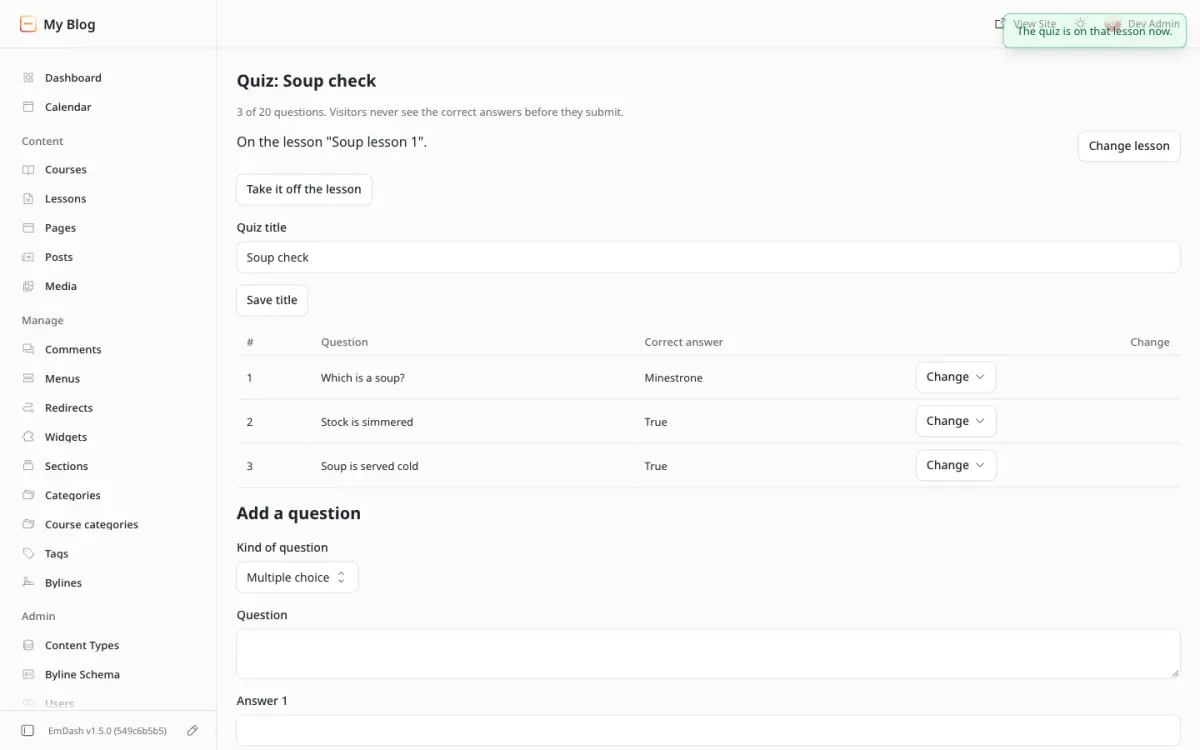 My Blog
View Site
Dev Admin
The quiz is on that lesson now.
Dashboard
Calendar
Content
Courses
Lessons
Pages
Posts
Media
Manage
Comments
Menus
Redirects
Widgets
Sections
Categories
Course categories
Tags
Bylines
Admin
Content Types
Byline Schema
Users
EmDash v1.5.0 (549c6b5b5)
Quiz: Soup check
3 of 20 questions. Visitors never see the correct answers before they submit.
On the lesson "Soup lesson 1".
Change lesson
Take it off the lesson
Quiz title
Soup check
Save title
# Question Correct answer Change
1 Which is a soup? Minestrone Change
2 Stock is simmered True Change
3 Soup is served cold True Change
Add a question
Kind of question
Multiple choice
Question
Answer 1